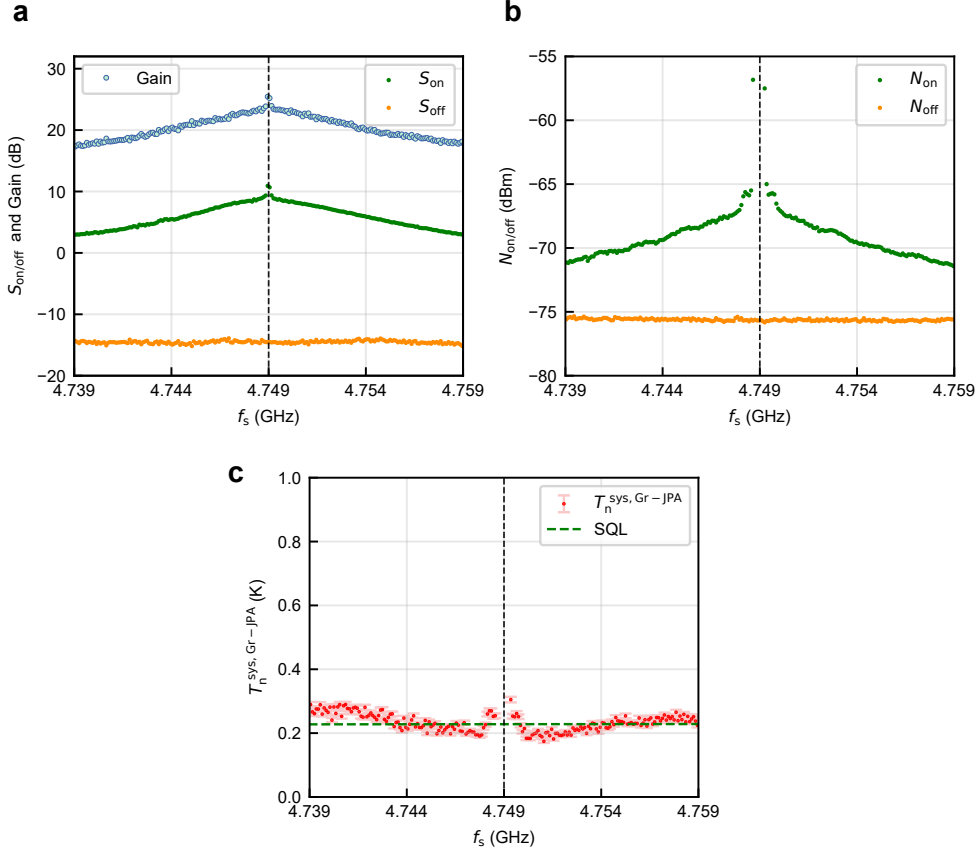 a
30
20
10
0
−10
−20
S_on/off and Gain (dB)
Gain
S_on
S_off
4.739
4.744
4.749
4.754
4.759
f_s (GHz)
b
−55
−60
−65
−70
−75
−80
N_on/off (dBm)
N_on
N_off
4.739
4.744
4.749
4.754
4.759
f_s (GHz)
c
1.0
0.8
0.6
0.4
0.2
0.0
T_n^sys, Gr−JPA (K)
T_n^sys, Gr−JPA
SQL
4.739
4.744
4.749
4.754
4.759
f_s (GHz)